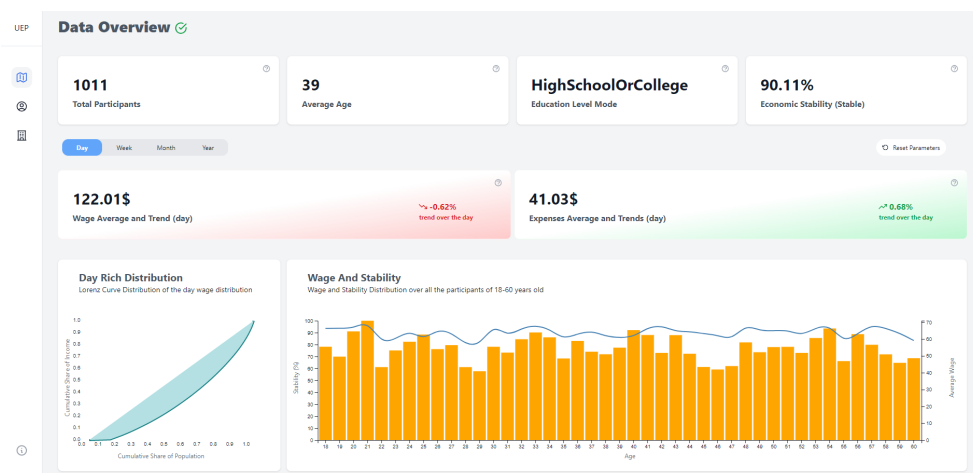 UEP
Data Overview
1011
Total Participants
39
Average Age
HighSchoolOrCollege
Education Level Mode
90.11%
Economic Stability (Stable)
Day Week Month Year
Reset Parameters
122.01$
Wage Average and Trend (day)
-0.62%
trend over the day
41.03$
Expenses Average and Trends (day)
0.68%
trend over the day
Day Rich Distribution
Lorenz Curve Distribution of the day wage distribution
Cumulative Share of Income
1.0
0.9
0.8
0.7
0.6
0.5
0.4
0.3
0.2
0.1
0.0
0.0 0.1 0.2 0.3 0.4 0.5 0.6 0.7 0.8 0.9 1.0
Cumulative Share of Population
Wage And Stability
Wage and Stability Distribution over all the participants of 18-60 years old
Stability (%)
100
90
80
70
60
50
40
30
20
10
0
18 19 20 21 22 23 24 25 26 27 28 29 30 31 32 33 34 35 36 37 38 39 40 41 42 43 44 45 46 47 48 49 50 51 52 53 54 55 56 57 58 59 60
Age
70
60
50
40
30
20
10
0
Average Wage